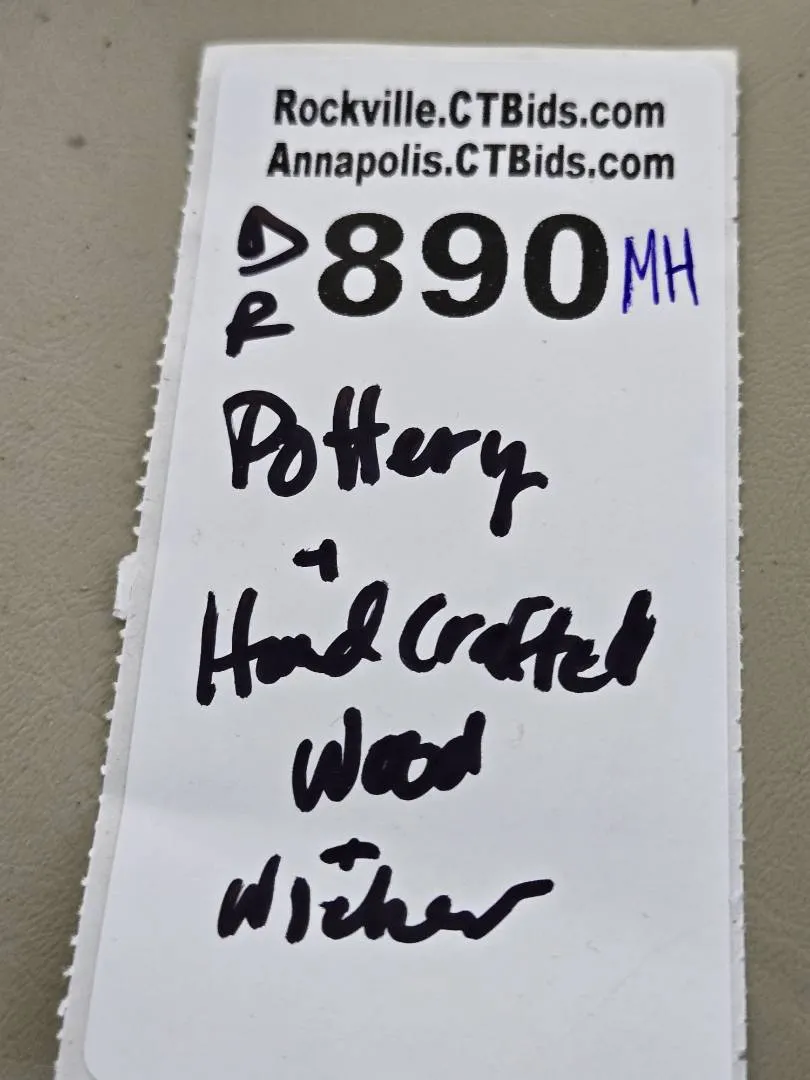 Rockville.CTBids.com
Annapolis.CTBids.com
D 890 MH
R
Pottery
+
Hand Crafted
Wood
+
Wicker